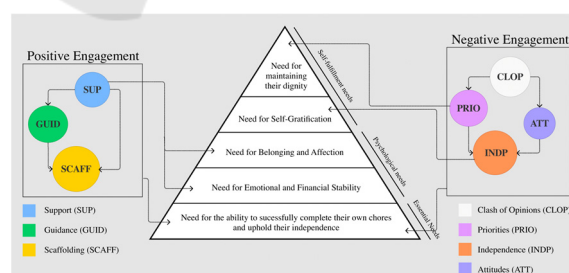 Positive Engagement
SUP
GUID
SCAFF
Support (SUP)
Guidance (GUID)
Scaffolding (SCAFF)
Need for
maintaining
their dignity
Need for Self-Gratification
Need for Belonging and Affection
Need for Emotional and Financial Stability
Need for the ability to sucessfully complete their own chores
and uphold their independence
Self-fulfillment needs
Psychological needs
Essential Needs
Negative Engagement
CLOP
PRIO
ATT
INDP
Clash of Opinions (CLOP)
Priorities (PRIO)
Independence (INDP)
Attitudes (ATT)